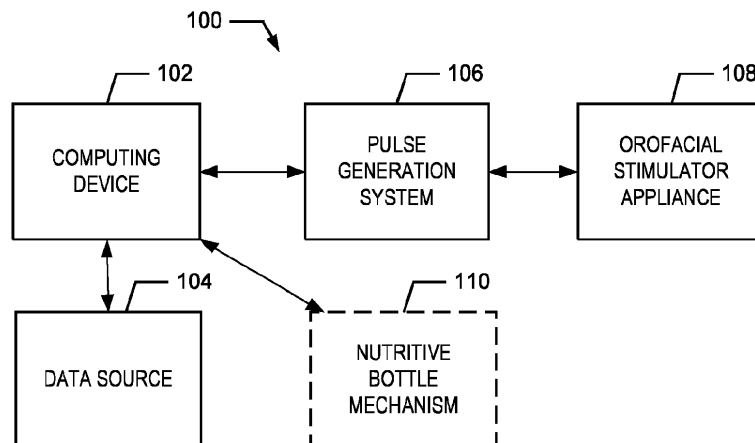 100
102
106
108
COMPUTING
DEVICE
PULSE
GENERATION
SYSTEM
OROFACIAL
STIMULATOR
APPLIANCE
104
110
DATA SOURCE
NUTRITIVE
BOTTLE
MECHANISM